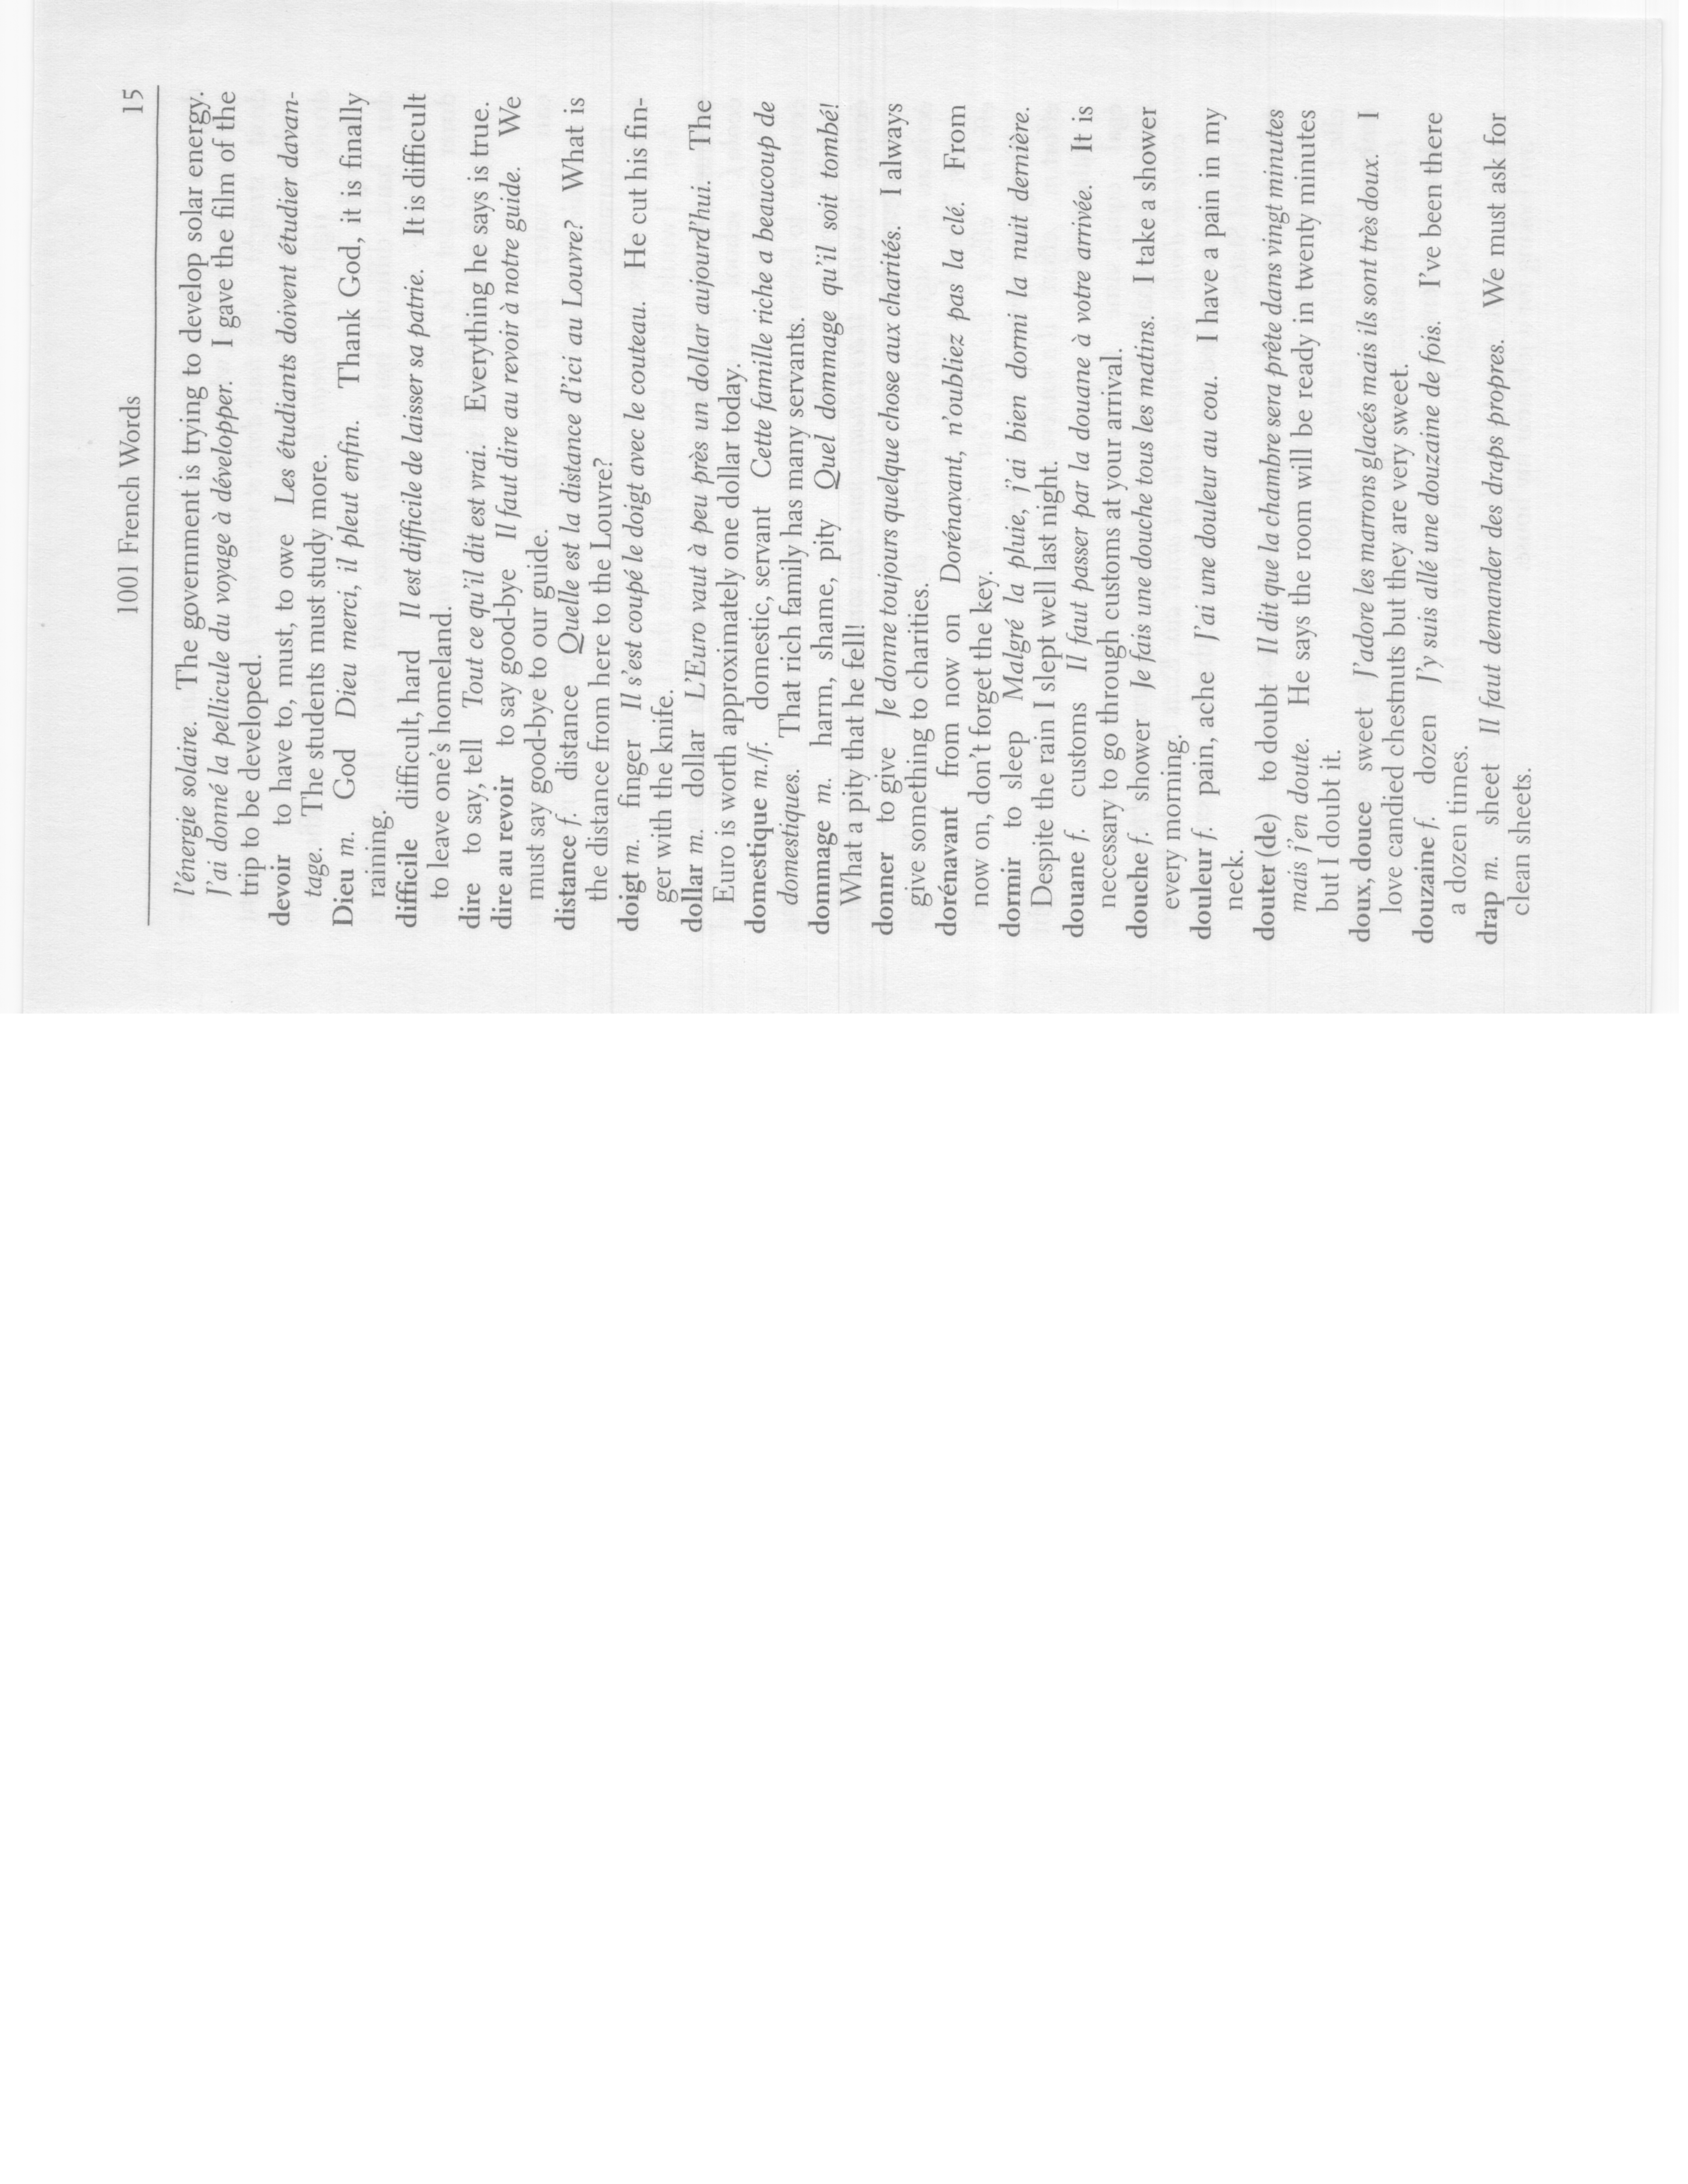 1001 French Words 15
l'énergie solaire. The government is trying to develop solar energy.
J'ai donné la pellicule du voyage à développer. I gave the film of the
trip to be developed.
devoir to have to, must, to owe Les étudiants doivent étudier davan-
tage. The students must study more.
Dieu m. God Dieu merci, il pleut enfin. Thank God, it is finally
raining.
difficile difficult, hard Il est difficile de laisser sa patrie. It is difficult
to leave one's homeland.
dire to say, tell Tout ce qu'il dit est vrai. Everything he says is true.
dire au revoir to say good-bye Il faut dire au revoir à notre guide. We
must say good-bye to our guide.
distance f. distance Quelle est la distance d'ici au Louvre? What is
the distance from here to the Louvre?
doigt m. finger Il s'est coupé le doigt avec le couteau. He cut his fin-
ger with the knife.
dollar m. dollar L'Euro vaut à peu près un dollar aujourd'hui. The
Euro is worth approximately one dollar today.
domestique m./f. domestic, servant Cette famille riche a beaucoup de
domestiques. That rich family has many servants.
dommage m. harm, shame, pity Quel dommage qu'il soit tombé!
What a pity that he fell!
donner to give Je donne toujours quelque chose aux charités. I always
give something to charities.
dorénavant from now on Dorénavant, n'oubliez pas la clé. From
now on, don't forget the key.
dormir to sleep Malgré la pluie, j'ai bien dormi la nuit dernière.
Despite the rain I slept well last night.
douane f. customs Il faut passer par la douane à votre arrivée. It is
necessary to go through customs at your arrival.
douche f. shower Je fais une douche tous les matins. I take a shower
every morning.
douleur f. pain, ache J'ai une douleur au cou. I have a pain in my
neck.
douter (de) to doubt Il dit que la chambre sera prête dans vingt minutes
mais j'en doute. He says the room will be ready in twenty minutes
but I doubt it.
doux, douce sweet J'adore les marrons glacés mais ils sont très doux. I
love candied chestnuts but they are very sweet.
douzaine f. dozen J'y suis allé une douzaine de fois. I've been there
a dozen times.
drap m. sheet Il faut demander des draps propres. We must ask for
clean sheets.